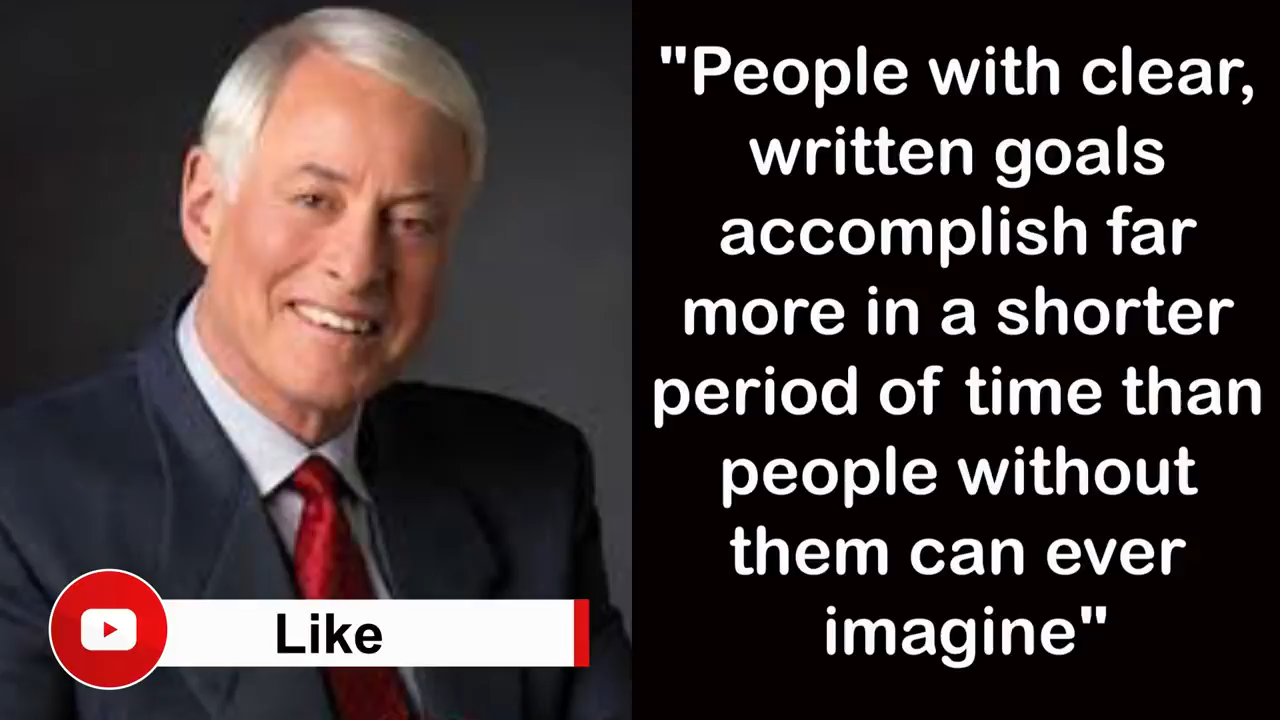 "People with clear,
written goals
accomplish far
more in a shorter
period of time than
people without
them can ever
imagine"
Like